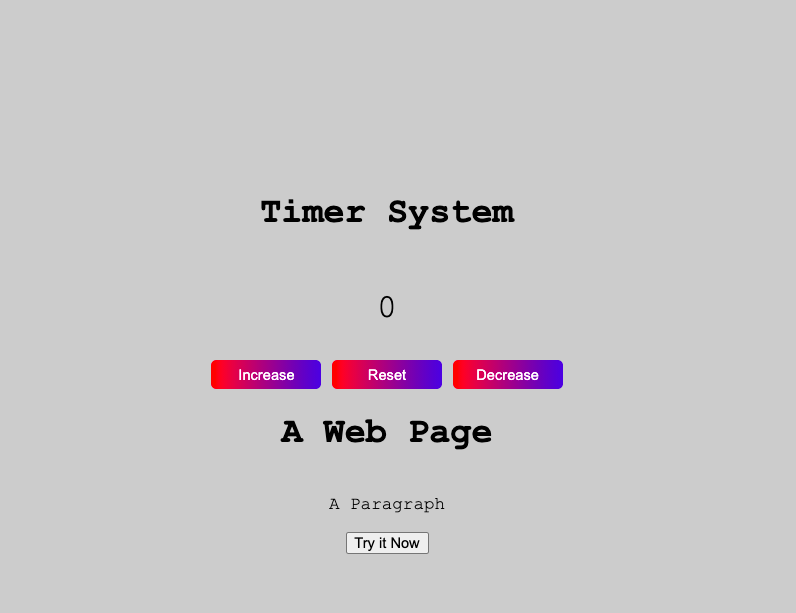 Timer System
0
Increase Reset Decrease
A Web Page
A Paragraph
Try it Now